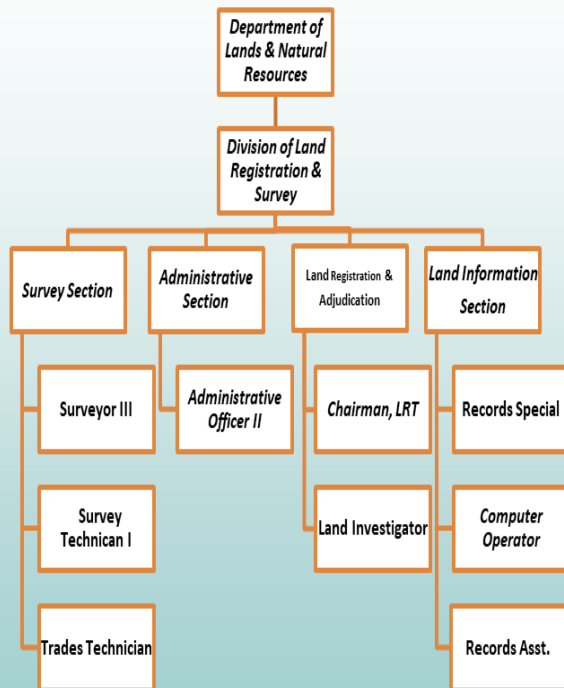 Department of
Lands & Natural
Resources
Division of Land
Registration &
Survey
Survey Section
Administrative
Section
Land Registration &
Adjudication
Land Information
Section
Surveyor III
Administrative
Officer II
Chairman, LRT
Records Special
Survey
Technican I
Land Investigator
Computer
Operator
Trades Technician
Records Asst.